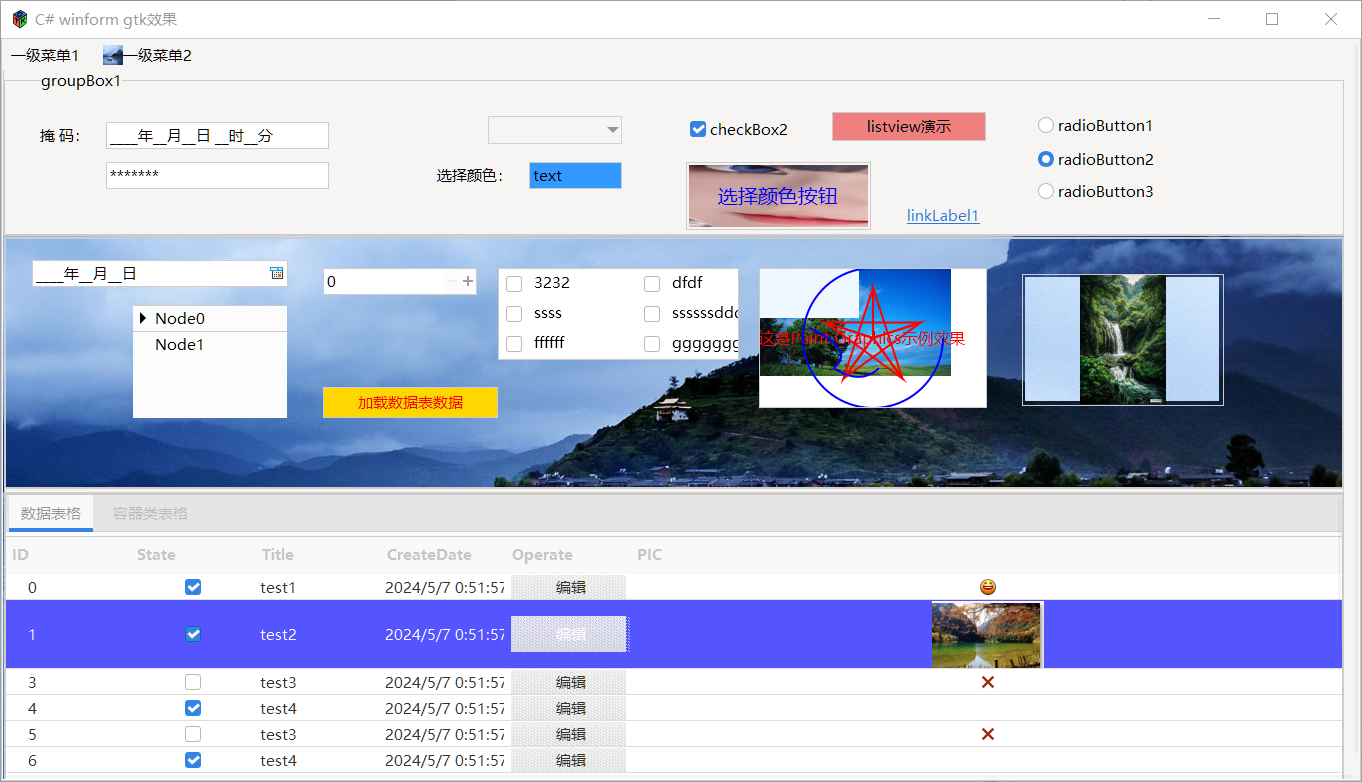 C# winform gtk效果
一级菜单1 一级菜单2
groupBox1
掩 码： ____年__月__日 __时__分
checkBox2
listview演示
radioButton1
*******
选择颜色： text
选择颜色按钮
radioButton2
radioButton3
linkLabel1
____年__月__日
0
Node0
Node1
加载数据表数据
3232 dfdf
ssss ssssssddd
ffffff ggggggg
这是Paint Graphics示例效果
数据表格 容器类表格
ID State Title CreateDate Operate PIC
0 test1 2024/5/7 0:51:57 编辑
1 test2 2024/5/7 0:51:57 编辑
3 test3 2024/5/7 0:51:57 编辑
4 test4 2024/5/7 0:51:57 编辑
5 test3 2024/5/7 0:51:57 编辑
6 test4 2024/5/7 0:51:57 编辑